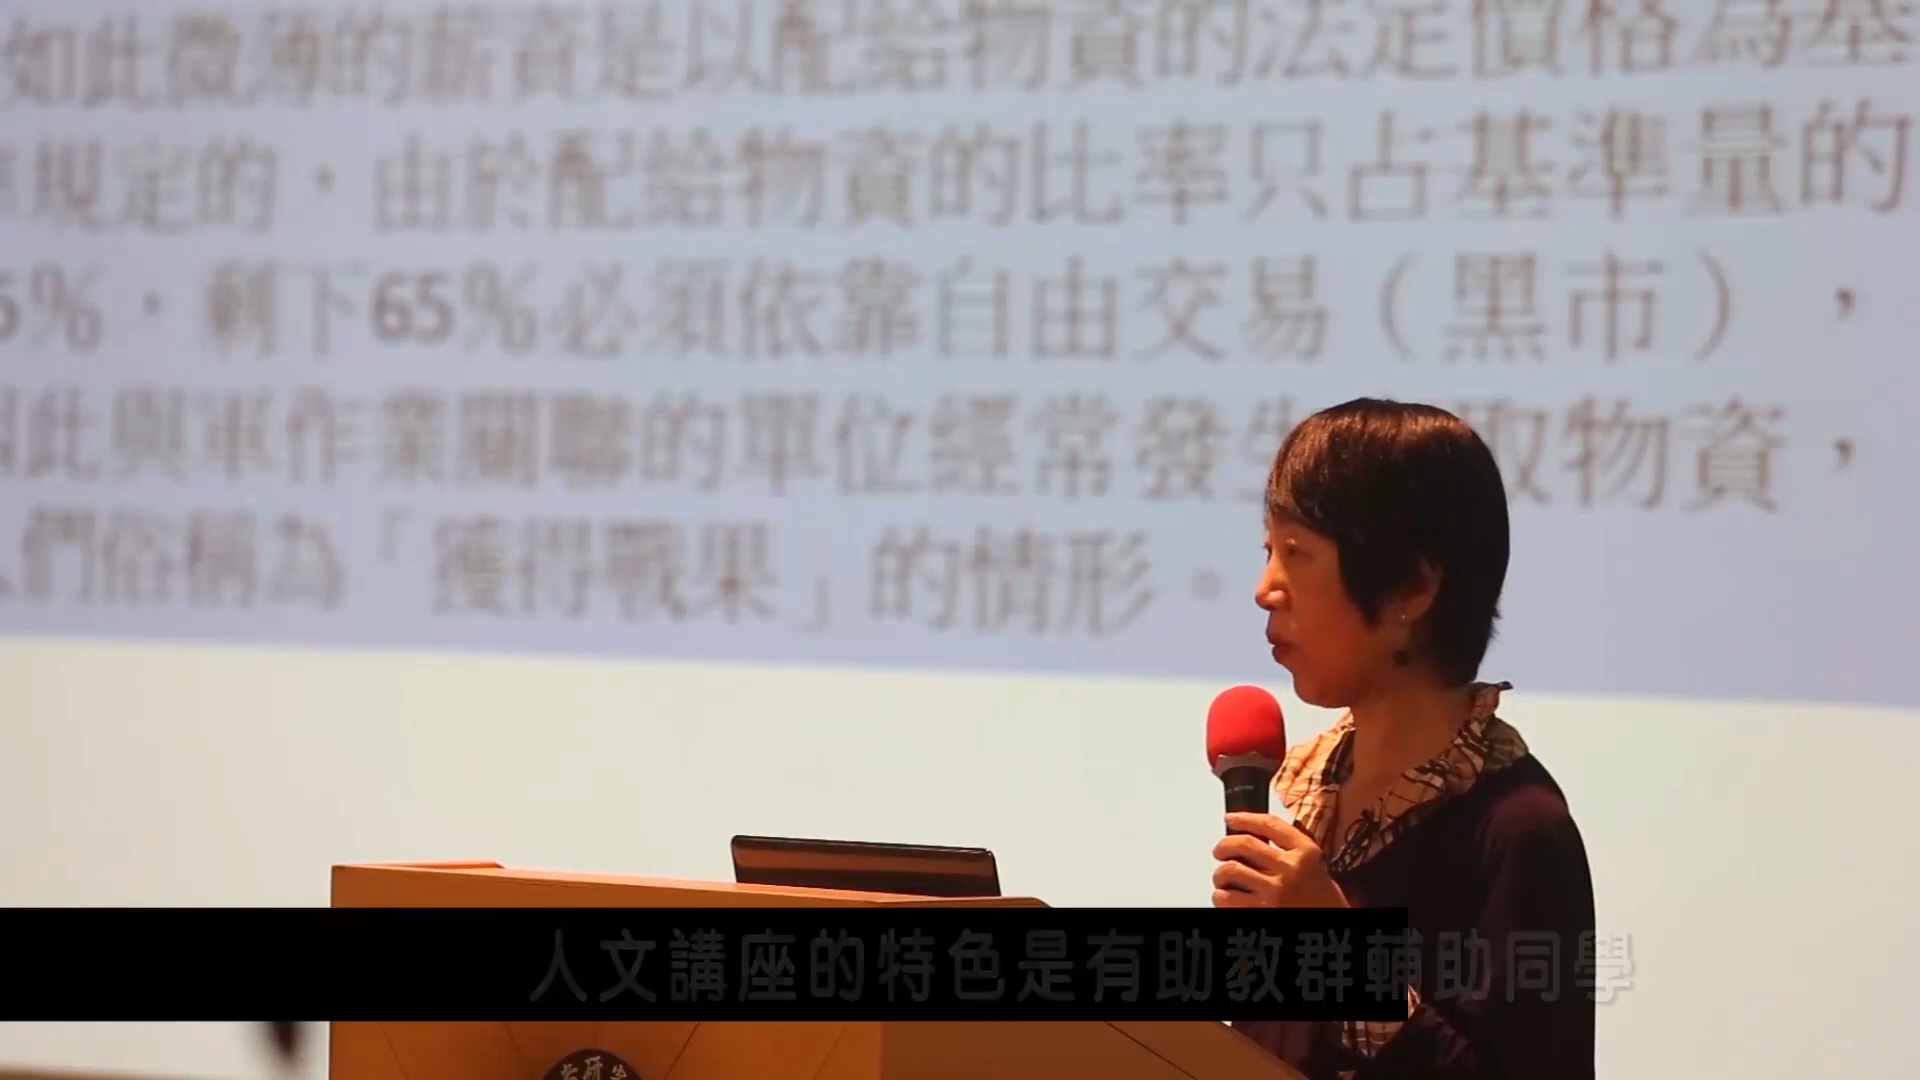 如此微薄的薪資是以配給物資的法定價格為基
準規定的，由於配給物資的比率只占基準量的
5%，剩下65%必須依靠自由交易（黑市），
因此與軍作業關聯的單位經常發生 取物資，
人們俗稱為「獲得戰果」的情形。
人文講座的特色是有助教群輔助同學